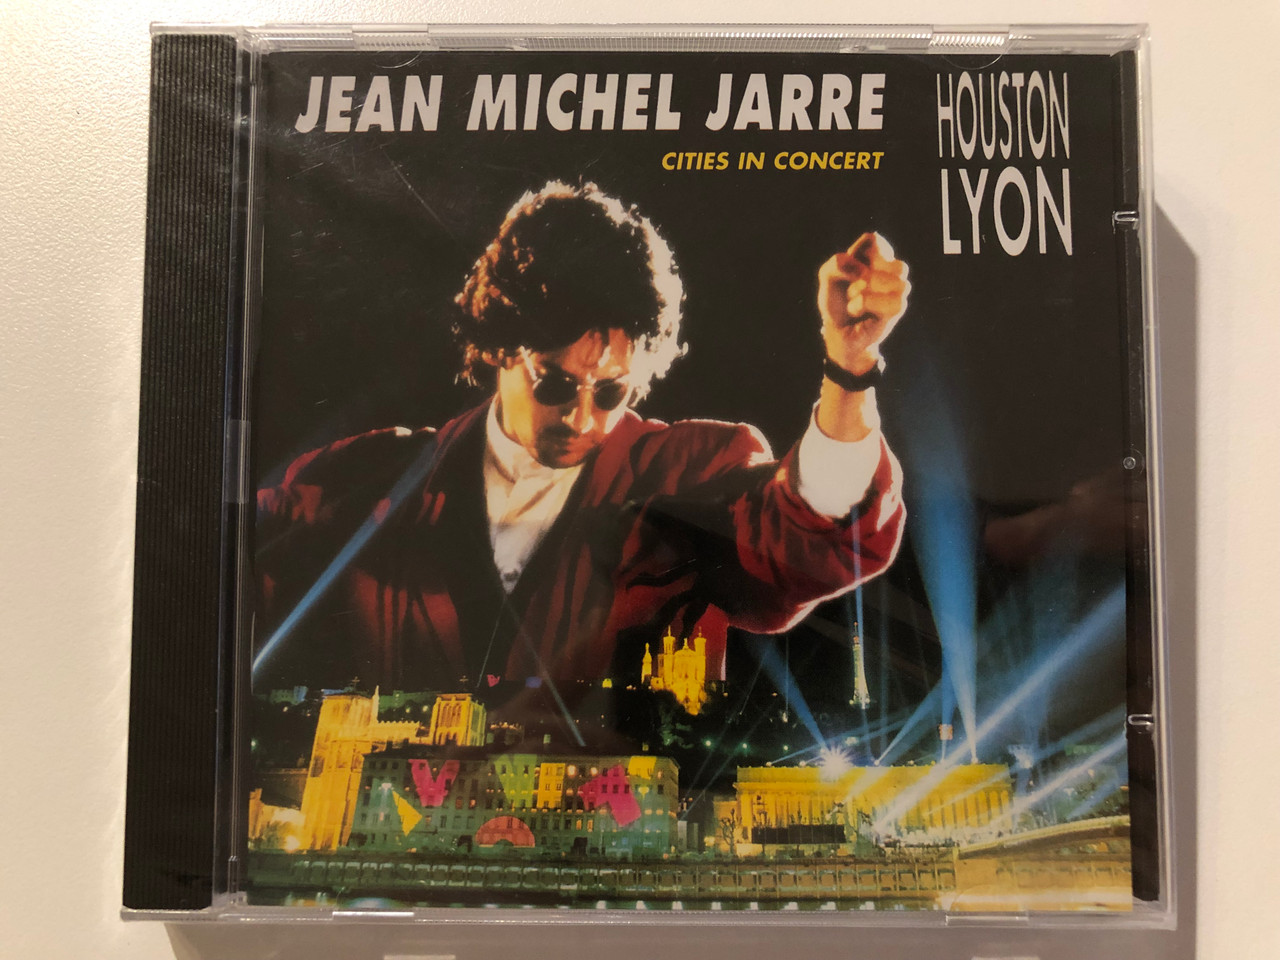 JEAN MICHEL JARRE
CITIES IN CONCERT
HOUSTON
LYON